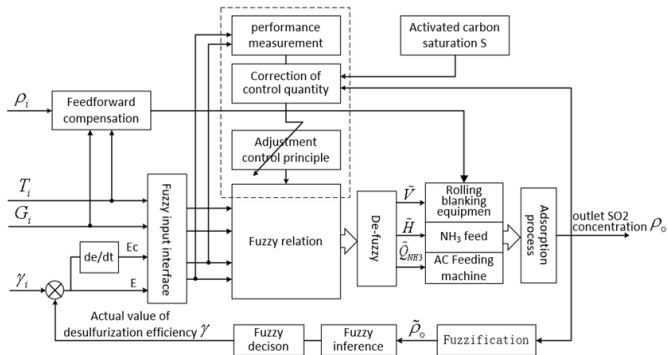 performance
measurement
Activated carbon
saturation S
Correction of
control quantity
ρi
Feedforward
compensation
Adjustment
control principle
Ti
Gi
Fuzzy input interface
Fuzzy relation
De-fuzzy
Ṽ
H̃
Q̃NH3
Rolling
blanking
equipmen
NH3 feed
AC Feeding
machine
Adsorption
process
outlet SO2
concentration ρo
de/dt
Ec
E
γi
Actual value of
desulfurization efficiency γ
Fuzzy
decison
Fuzzy
inference
ρ̃o
Fuzzification